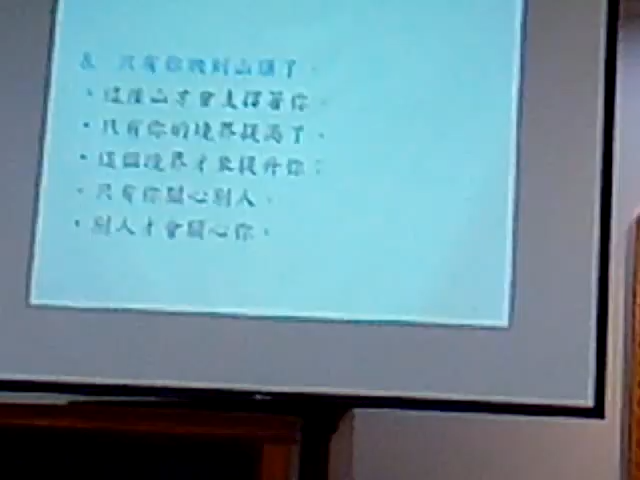 8. 只有你爬到山頂了，
・這座山才會支撐著你。
・只有你的境界提高了，
・這個境界才來提升你；
・只有你關心別人，
・別人才會關心你。